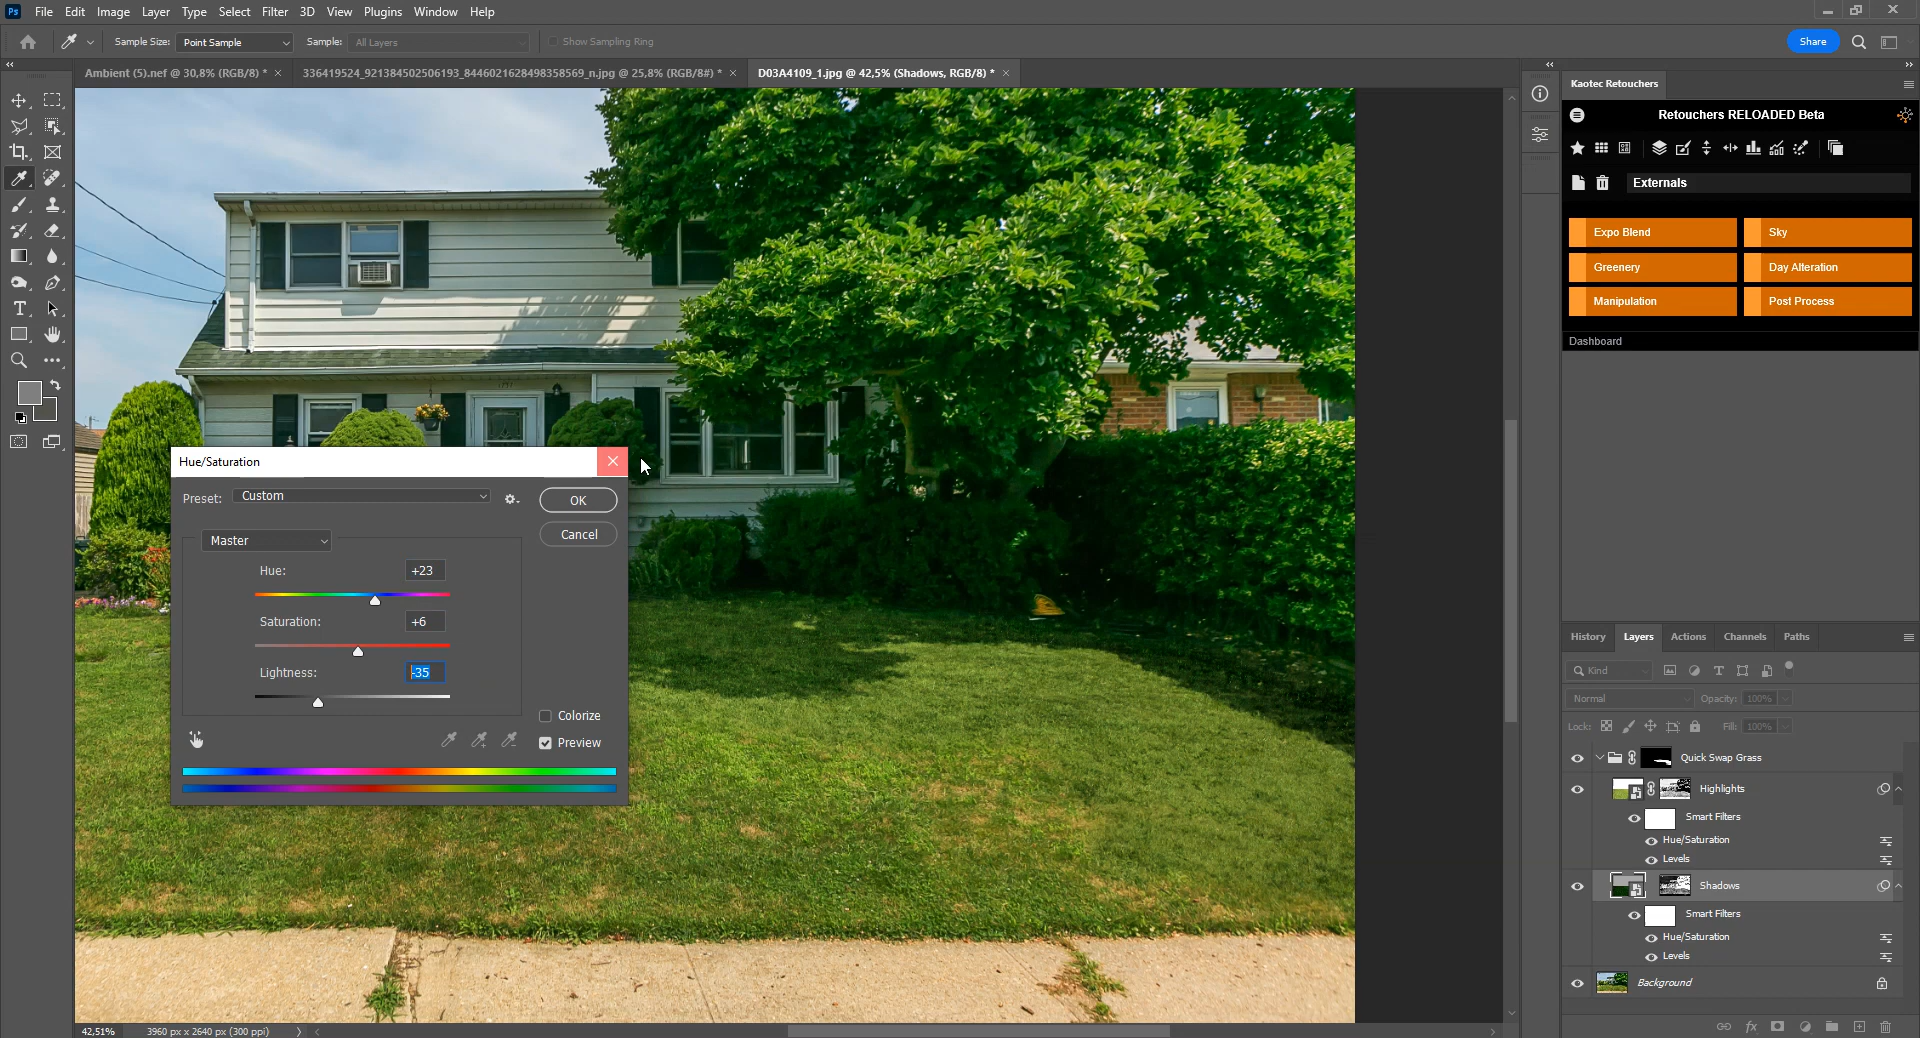 Ps File Edit Image Layer Type Select Filter 3D View Plugins Window Help
Sample Size: Point Sample Sample: All Layers Show Sampling Ring Share
Ambient (5).nef @ 30,8% (RGB/8) * × 336419524_921384502506193_8446021628498358569_n.jpg @ 25,8% (RGB/8#) * × D03A4109_1.jpg @ 42,5% (Shadows, RGB/8) * ×
Kaotec Retouchers
Retouchers RELOADED Beta
Externals
Expo Blend Sky
Greenery Day Alteration
Manipulation Post Process
Dashboard
Hue/Saturation
Preset: Custom OK
Cancel
Master
Hue: +23
Saturation: +6
Lightness: -35
Colorize
Preview
History Layers Actions Channels Paths
Kind
Normal Opacity: 100%
Lock: Fill: 100%
Quick Swap Grass
Highlights
Smart Filters
Hue/Saturation
Levels
Shadows
Smart Filters
Hue/Saturation
Levels
Background
42,51% 3960 px x 2640 px (300 ppi)